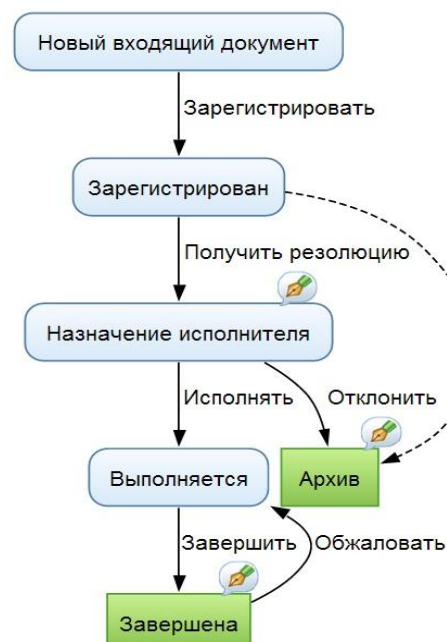 Новый входящий документ
Зарегистрировать
Зарегистрирован
Получить резолюцию
Назначение исполнителя
Исполнять
Отклонить
Выполняется
Архив
Завершить
Обжаловать
Завершена